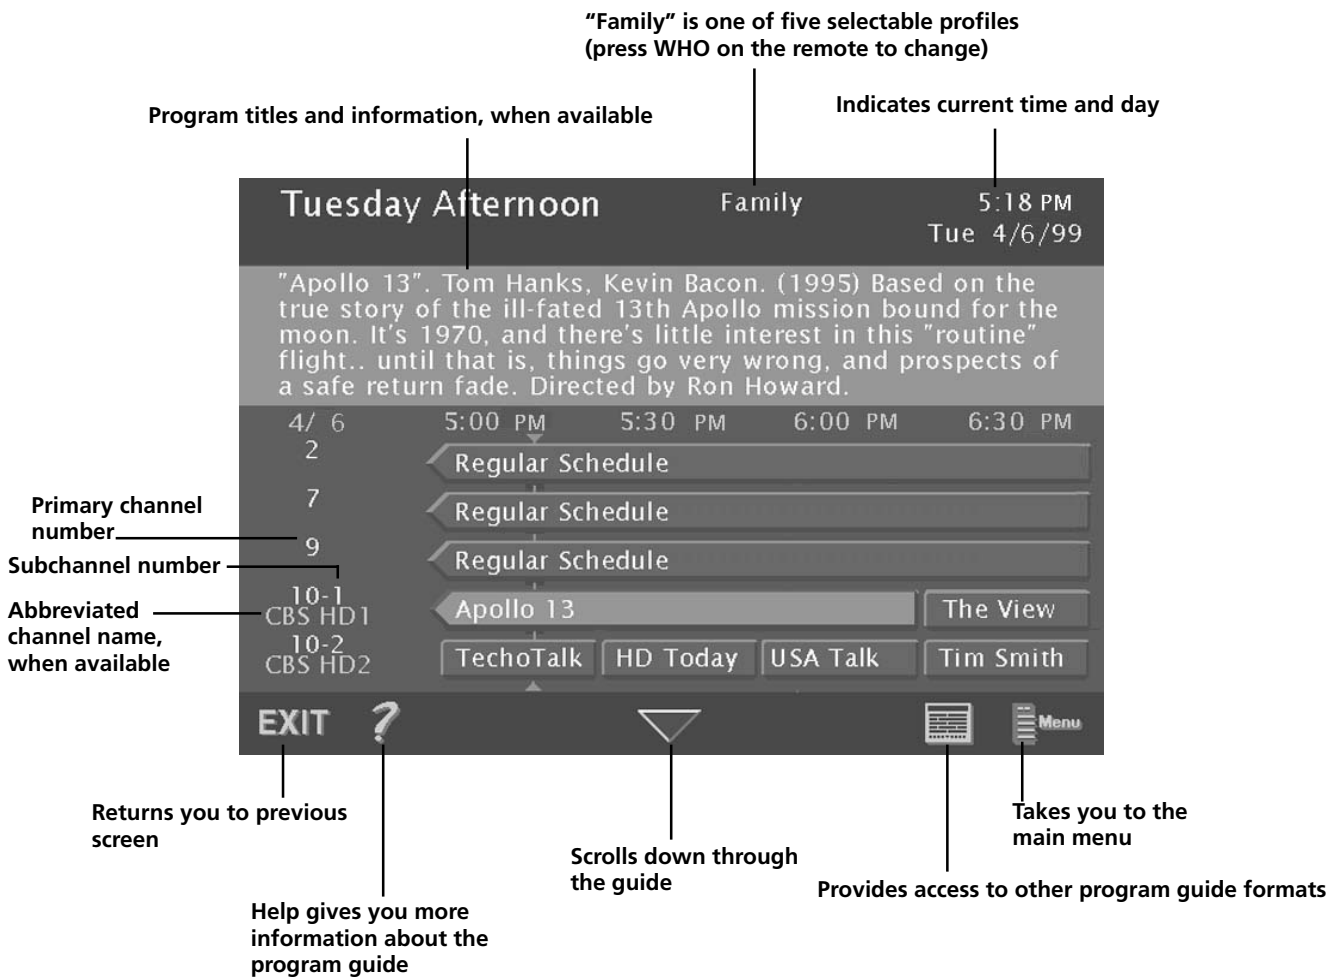 “Family” is one of five selectable profiles
(press WHO on the remote to change)
Indicates current time and day
Program titles and information, when available
Tuesday Afternoon
Family
5:18 PM
Tue 4/6/99
"Apollo 13". Tom Hanks, Kevin Bacon. (1995) Based on the
true story of the ill-fated 13th Apollo mission bound for the
moon. It's 1970, and there's little interest in this "routine"
flight.. until that is, things go very wrong, and prospects of
a safe return fade. Directed by Ron Howard.
4/ 6 5:00 PM 5:30 PM 6:00 PM 6:30 PM
2 Regular Schedule
7 Regular Schedule
9 Regular Schedule
10-1
CBS HD1
Apollo 13 The View
10-2
CBS HD2
TechoTalk HD Today USA Talk Tim Smith
Primary channel
number
Subchannel number
Abbreviated
channel name,
when available
EXIT ? Menu
Returns you to previous
screen
Takes you to the
main menu
Scrolls down through
the guide
Provides access to other program guide formats
Help gives you more
information about the
program guide